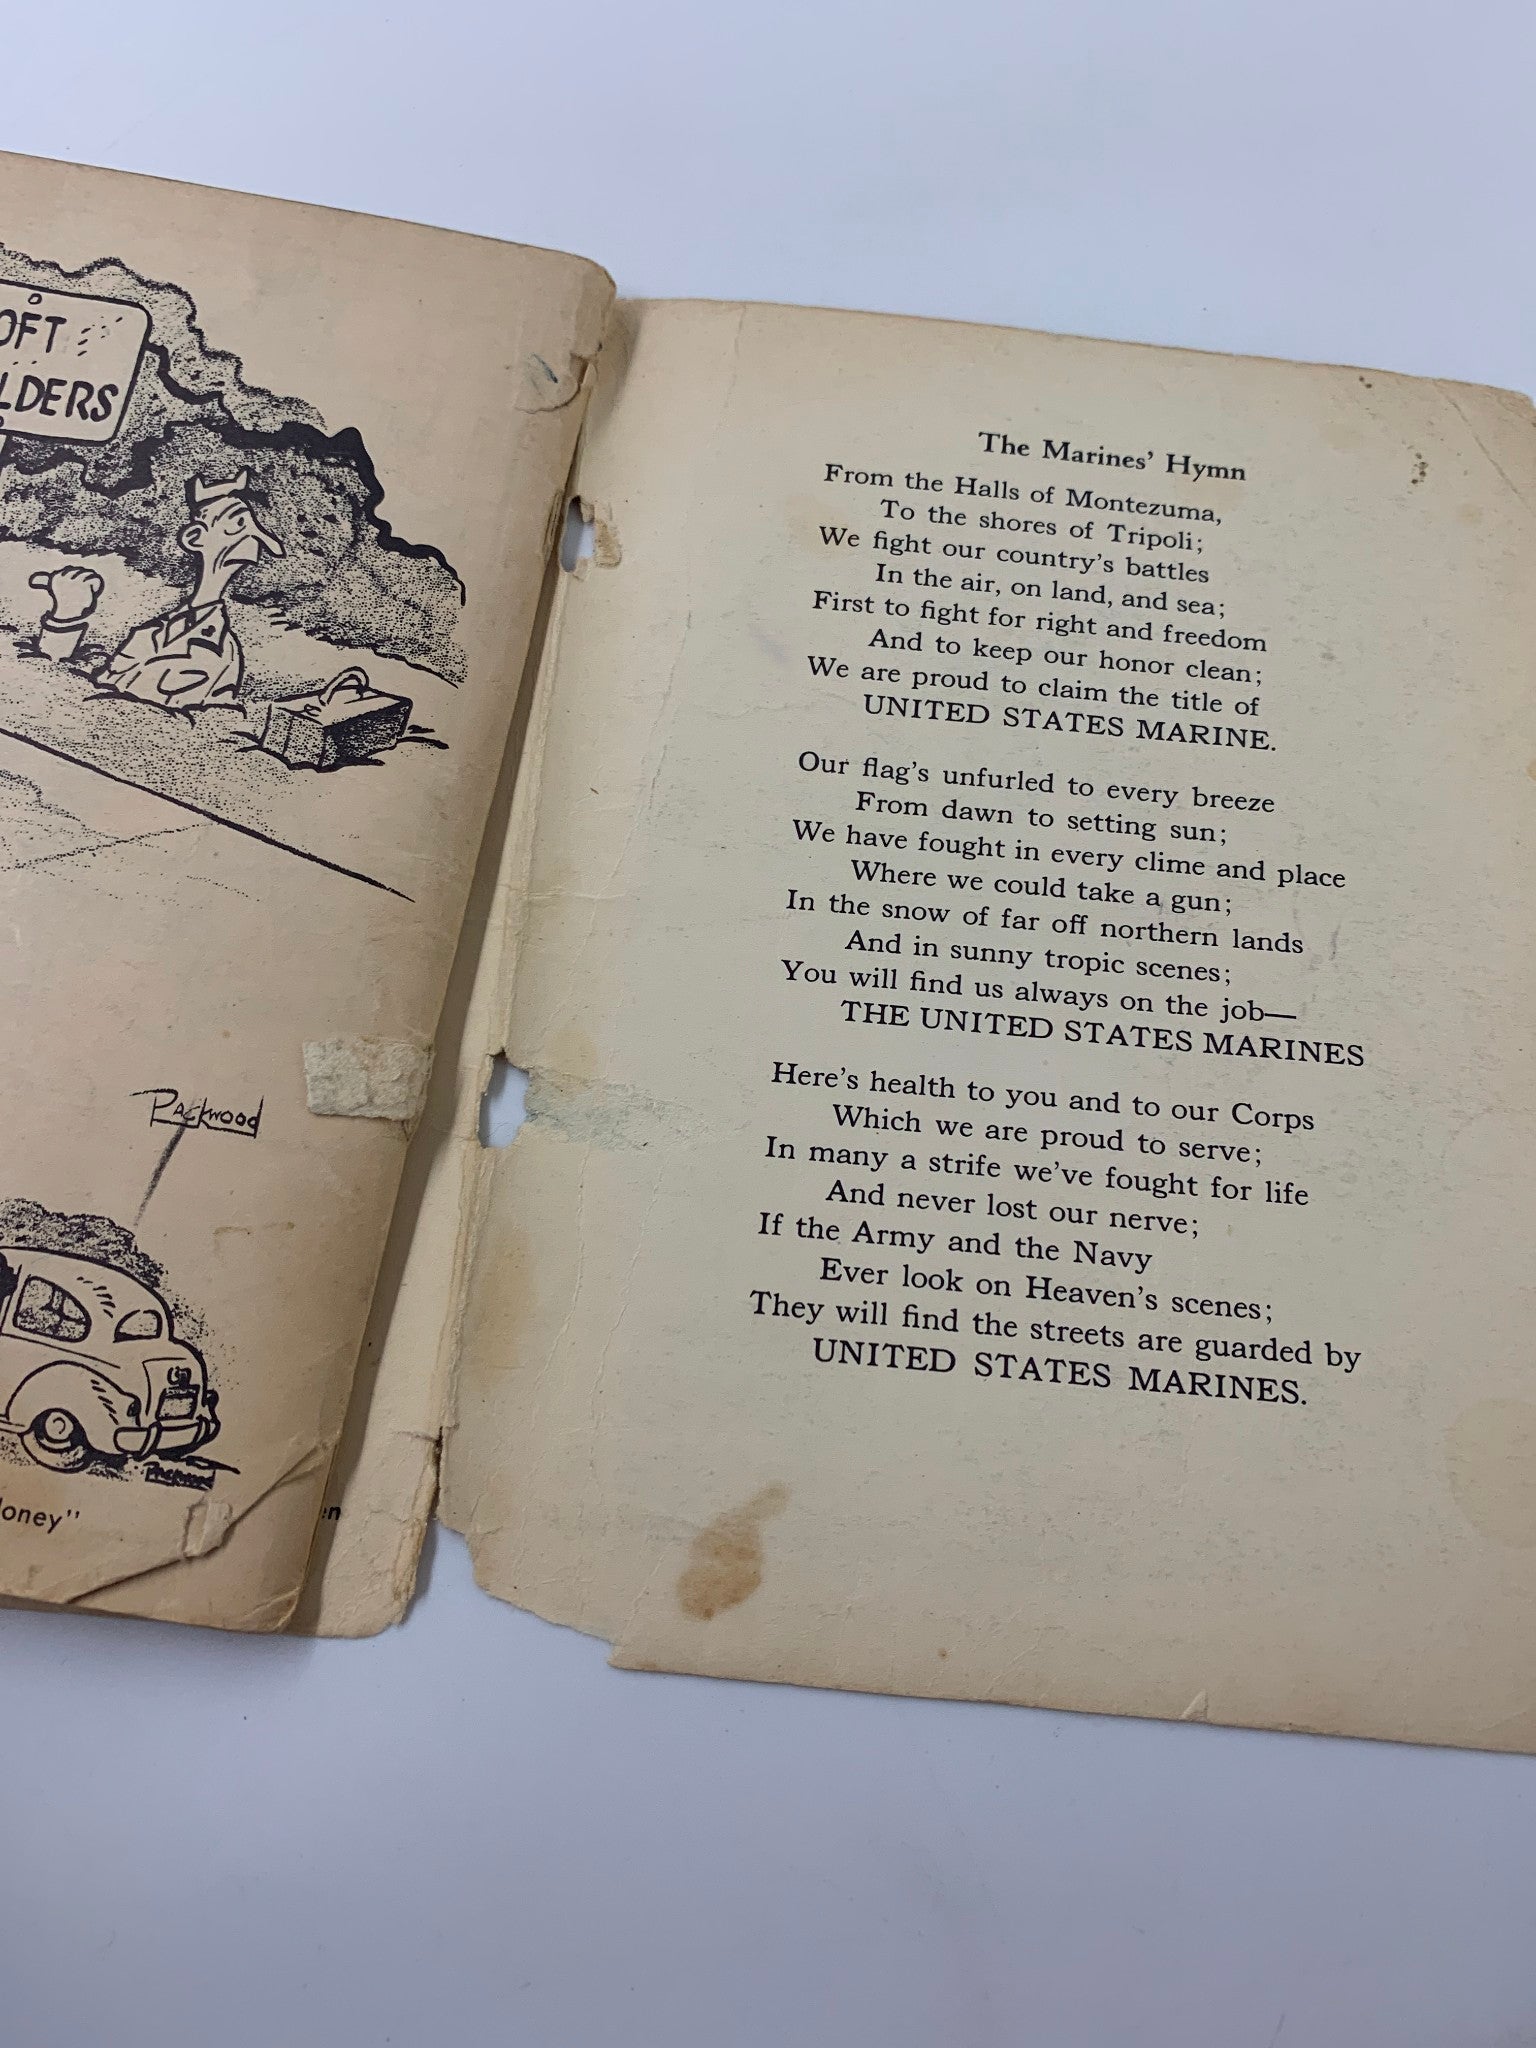 OFT
LDERS
Packwood
Packwood
oney"
en
The Marines' Hymn
From the Halls of Montezuma,
To the shores of Tripoli;
We fight our country's battles
In the air, on land, and sea;
First to fight for right and freedom
And to keep our honor clean;
We are proud to claim the title of
UNITED STATES MARINE.
Our flag's unfurled to every breeze
From dawn to setting sun;
We have fought in every clime and place
Where we could take a gun;
In the snow of far off northern lands
And in sunny tropic scenes;
You will find us always on the job—
THE UNITED STATES MARINES
Here's health to you and to our Corps
Which we are proud to serve;
In many a strife we've fought for life
And never lost our nerve;
If the Army and the Navy
Ever look on Heaven's scenes;
They will find the streets are guarded by
UNITED STATES MARINES.